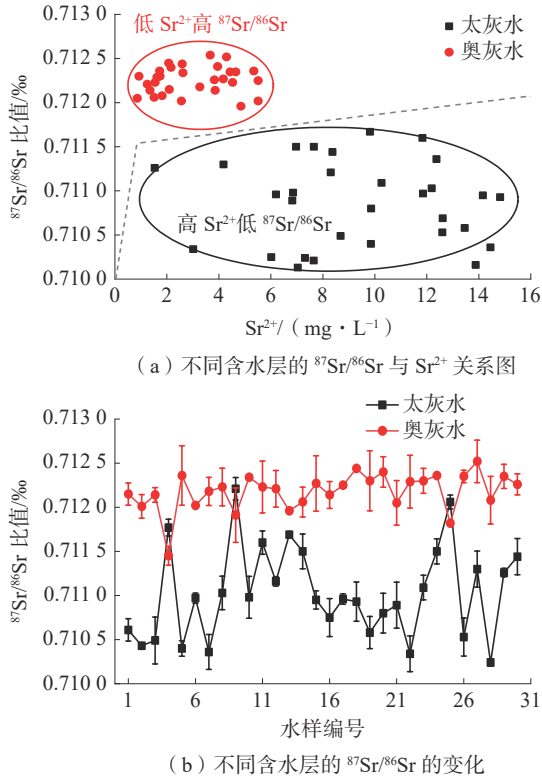 低 Sr²⁺高 ⁸⁷Sr/⁸⁶Sr
太灰水
奥灰水
0.713 0
0.712 5
0.712 0
0.711 5
0.711 0
0.710 5
0.710 0
⁸⁷Sr/⁸⁶Sr 比值/‰
高 Sr²⁺低 ⁸⁷Sr/⁸⁶Sr
0 2 4 6 8 10 12 14 16
Sr²⁺/（mg·L⁻¹）
（a）不同含水层的 ⁸⁷Sr/⁸⁶Sr 与 Sr²⁺ 关系图
太灰水
奥灰水
0.713 0
0.712 5
0.712 0
0.711 5
0.711 0
0.710 5
0.710 0
⁸⁷Sr/⁸⁶Sr 比值/‰
1 6 11 16 21 26 31
水样编号
（b）不同含水层的 ⁸⁷Sr/⁸⁶Sr 的变化